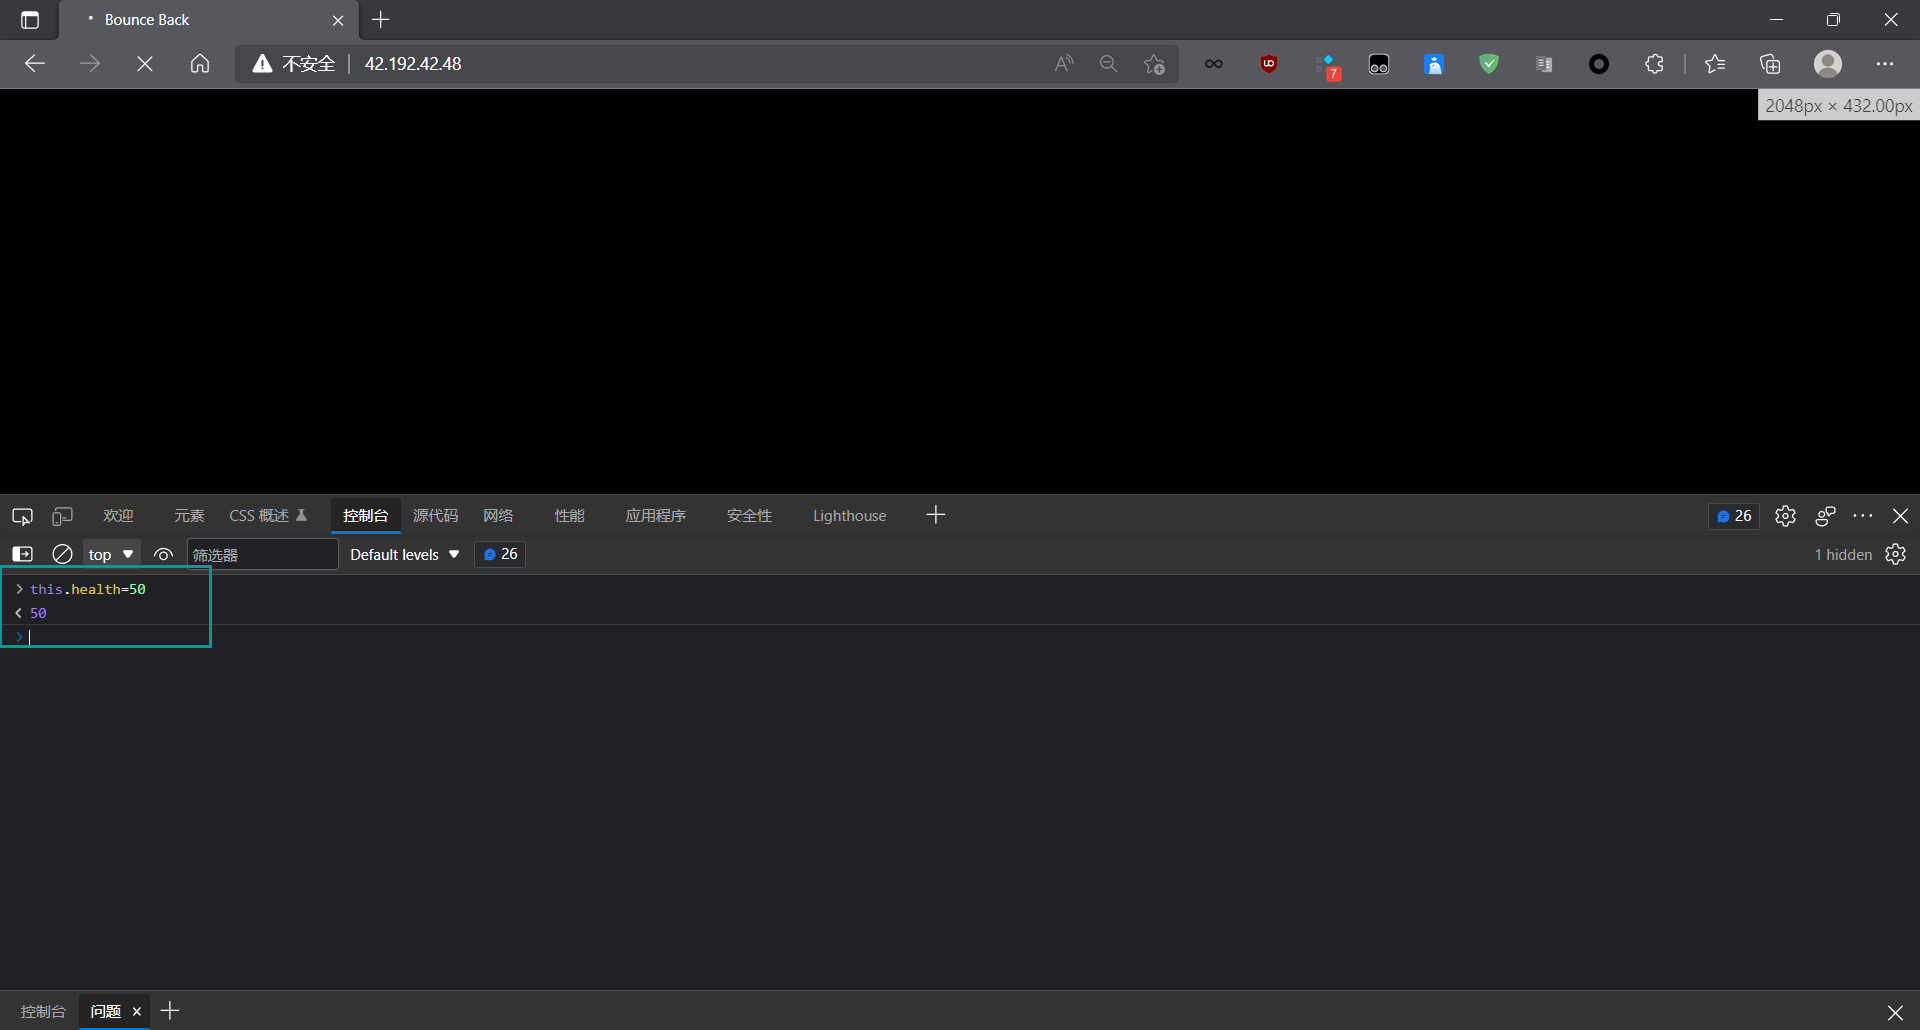 Bounce Back
不安全 42.192.42.48
7
2048px × 432.00px
欢迎 元素 CSS 概述 控制台 源代码 网络 性能 应用程序 安全性 Lighthouse 26
top 筛选器 Default levels 26 1 hidden
this.health=50
50
控制台 问题